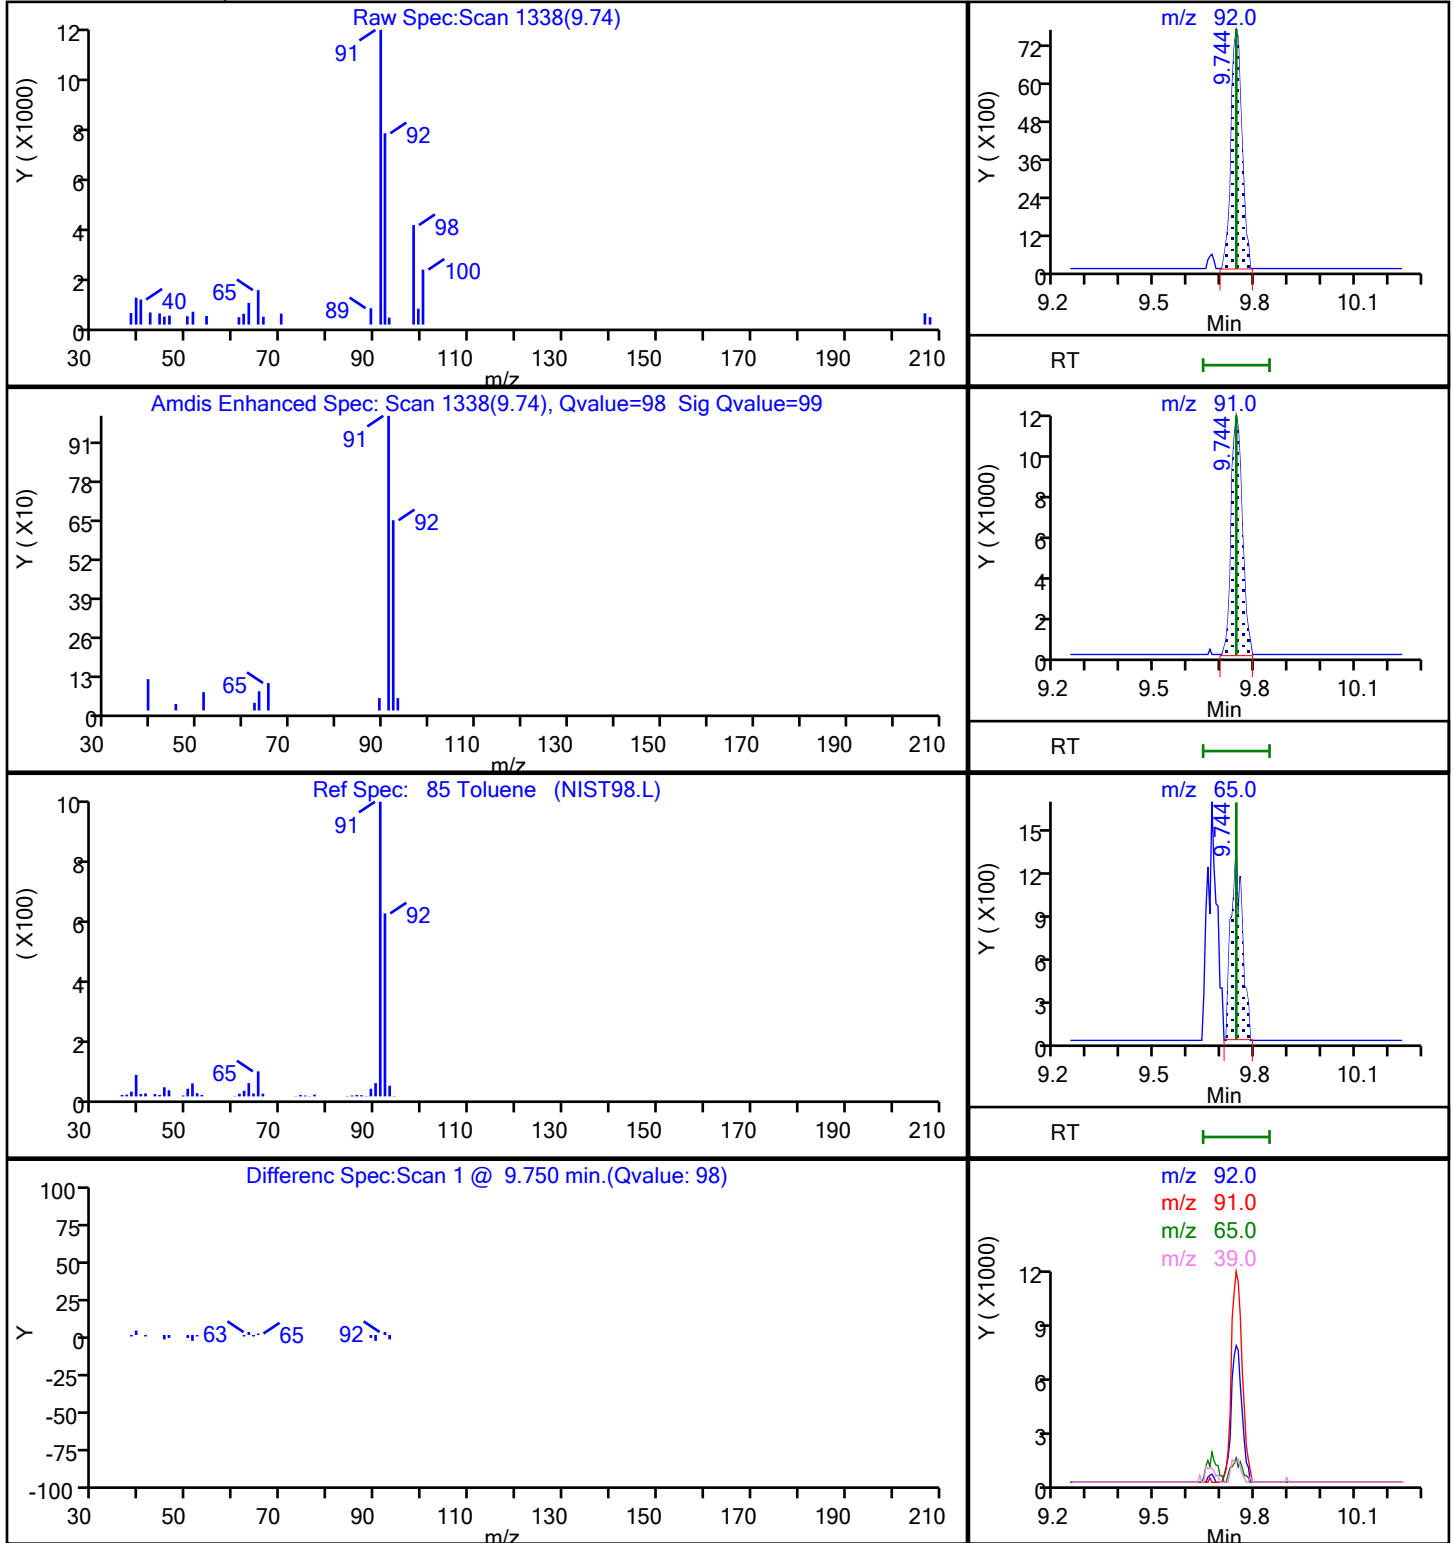 Raw Spec:Scan 1338(9.74)
12
10
8
6
4
2
0
Y ( X1000)
91
92
98
100
40
65
89
30 50 70 90 110 130 150 170 190 210
m/z
m/z 92.0
9.744
72
60
48
36
24
12
0
Y ( X100)
9.2 9.5 9.8 10.1
Min
RT
Amdis Enhanced Spec: Scan 1338(9.74), Qvalue=98 Sig Qvalue=99
91
78
65
52
39
26
13
0
Y ( X10)
91
92
65
30 50 70 90 110 130 150 170 190 210
m/z
m/z 91.0
9.744
12
10
8
6
4
2
0
Y ( X1000)
9.2 9.5 9.8 10.1
Min
RT
Ref Spec: 85 Toluene (NIST98.L)
10
8
6
4
2
0
( X100)
91
92
65
30 50 70 90 110 130 150 170 190 210
m/z 65.0
9.744
15
12
9
6
3
0
Y ( X100)
9.2 9.5 9.8 10.1
Min
RT
Differenc Spec:Scan 1 @ 9.750 min.(Qvalue: 98)
100
75
50
25
0
-25
-50
-75
-100
Y
63
65
92
30 50 70 90 110 130 150 170 190 210
m/z
m/z 92.0
m/z 91.0
m/z 65.0
m/z 39.0
12
9
6
3
0
Y ( X1000)
9.2 9.5 9.8 10.1
Min